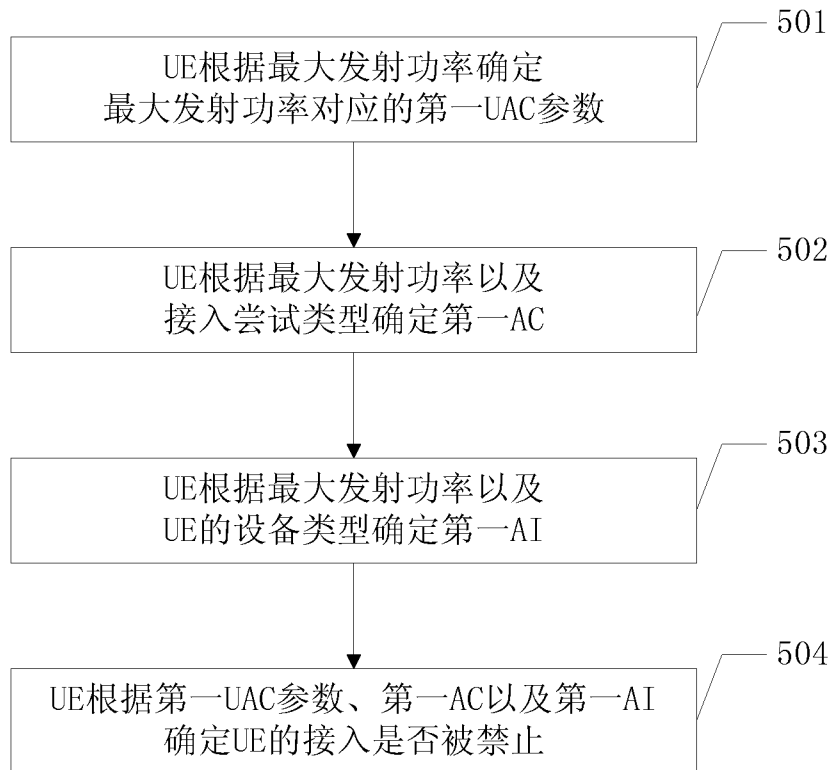 501
UE根据最大发射功率确定
最大发射功率对应的第一UAC参数
502
UE根据最大发射功率以及
接入尝试类型确定第一AC
503
UE根据最大发射功率以及
UE的设备类型确定第一AI
504
UE根据第一UAC参数、第一AC以及第一AI
确定UE的接入是否被禁止